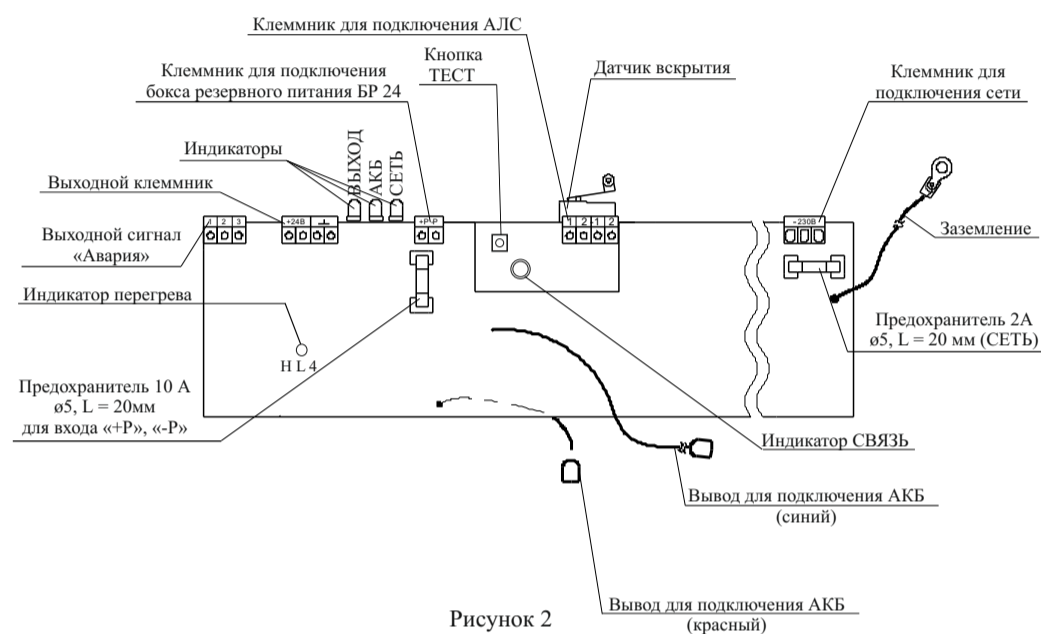 Клеммник для подключения АЛС
Кнопка
ТЕСТ
Датчик вскрытия
Клеммник для подключения
бокса резервного питания БР 24
Клеммник для
подключения сети
Индикаторы
ВЫХОД
АКБ
СЕТЬ
Выходной клеммник
1 2 3
+24В ⊥
+Р -Р
1 2 1 2
~230В
Выходной сигнал
«Авария»
Заземление
Индикатор перегрева
HL4
Предохранитель 2А
ø5, L = 20 мм (СЕТЬ)
Предохранитель 10 А
ø5, L = 20мм
для входа «+Р», «-Р»
Индикатор СВЯЗЬ
Вывод для подключения АКБ
(синий)
Вывод для подключения АКБ
(красный)
Рисунок 2